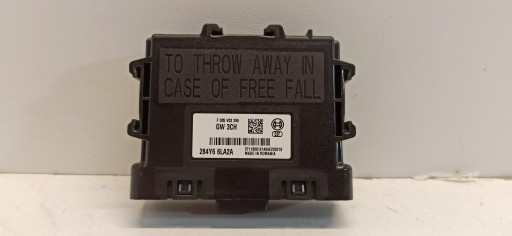 TO THROW AWAY IN
CASE OF FREE FALL
GW 3CH
284Y6 6LA2A
MADE IN ROMANIA